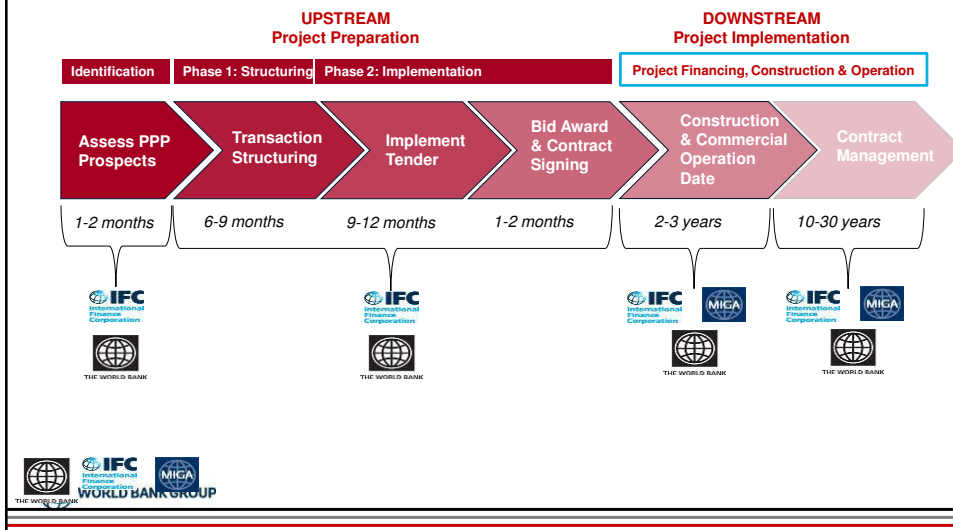 UPSTREAM
Project Preparation
DOWNSTREAM
Project Implementation
Identification
Phase 1: Structuring
Phase 2: Implementation
Project Financing, Construction & Operation
Assess PPP
Prospects
Transaction
Structuring
Implement
Tender
Bid Award
& Contract
Signing
Construction
& Commercial
Operation
Date
Contract
Management
1-2 months
6-9 months
9-12 months
1-2 months
2-3 years
10-30 years
IFC
International
Finance
Corporation
THE WORLD BANK
IFC
International
Finance
Corporation
THE WORLD BANK
IFC
International
Finance
Corporation
MIGA
THE WORLD BANK
IFC
International
Finance
Corporation
MIGA
THE WORLD BANK
THE WORLD BANK
IFC
International
Finance
Corporation
MIGA
WORLD BANK GROUP